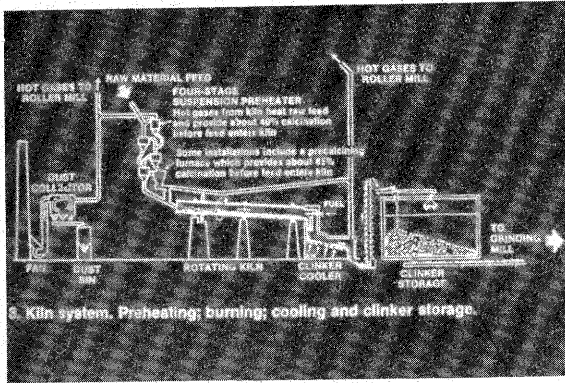 HOT GASES TO
ROLLER MILL
RAW MATERIAL FEED
FOUR-STAGE
SUSPENSION PREHEATER
Hot gases from kiln heat raw feed
and provide about 40% calcination
before feed enters kiln
Some installations include a precalcining
furnace which provides about 85%
calcination before feed enters kiln
HOT GASES TO
ROLLER MILL
DUST
COLLECTOR
FUEL
TO
GRINDING
MILL
FAN
DUST
BIN
ROTATING KILN
CLINKER
COOLER
CLINKER
STORAGE
3. Kiln system. Preheating; burning; cooling and clinker storage.